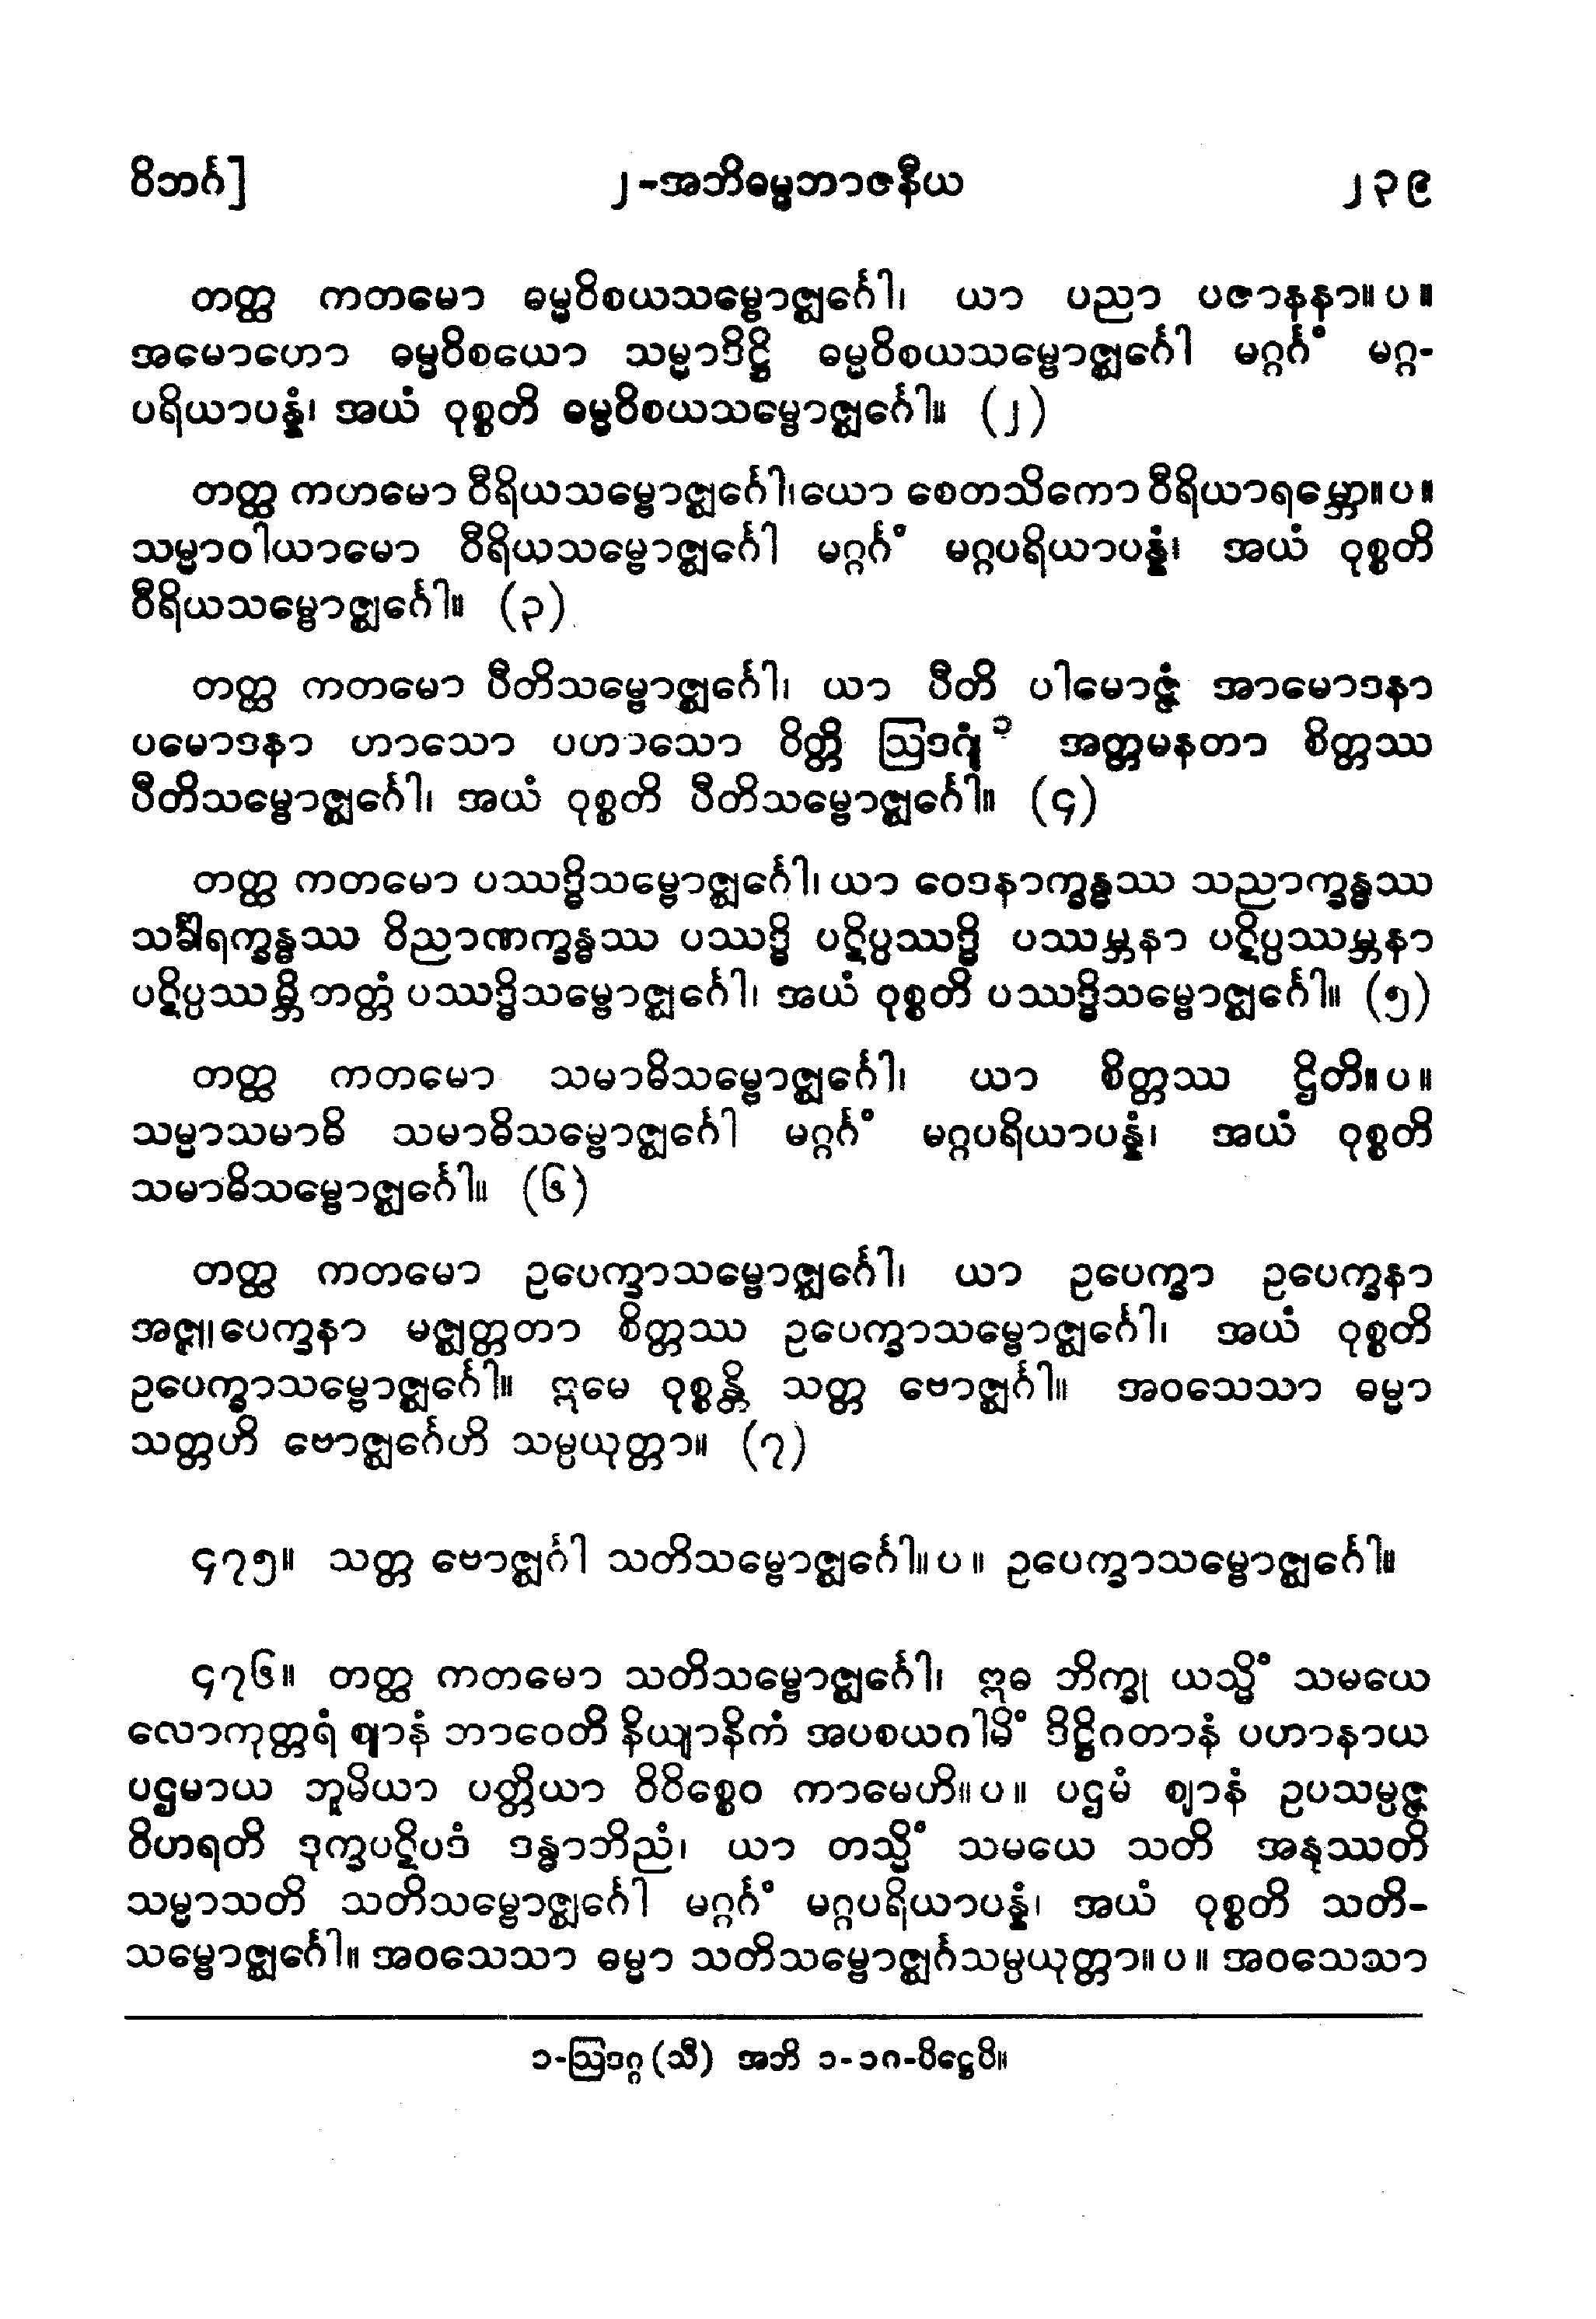 ဝိဘင်္ဂ]
၂-အဘိဓမ္မဘာဇနီယ
၂၃၉
တတ္ထ ကတမော ဓမ္မဝိစယသမ္ဗောဇ္ဈင်္ဂေါ၊ ယာ ပညာ ပဇာနနာ။ ပ ။
အမောဟော ဓမ္မဝိစယော သမ္မာဒိဋ္ဌိ ဓမ္မဝိစယသမ္ဗောဇ္ဈင်္ဂေါ မဂ္ဂင်္ဂံ မဂ္ဂ-
ပရိယာပန္နံ၊ အယံ ဝုစ္စတိ ဓမ္မဝိစယသမ္ဗောဇ္ဈင်္ဂေါ။ (၂)
တတ္ထ ကဟမော ဝီရိယသမ္ဗောဇ္ဈင်္ဂေါ၊ ယော စေတသိကော ဝီရိယာရမ္ဘော။ ပ ။
သမ္မာဝါယာမော ဝီရိယသမ္ဗောဇ္ဈင်္ဂေါ မဂ္ဂင်္ဂံ မဂ္ဂပရိယာပန္နံ၊ အယံ ဝုစ္စတိ
ဝီရိယသမ္ဗောဇ္ဈင်္ဂေါ။ (၃)
တတ္ထ ကတမော ပီတိသမ္ဗောဇ္ဈင်္ဂေါ၊ ယာ ပီတိ ပါမောဇ္ဇံ အာမောဒနာ
ပမောဒနာ ဟာသော ပဟာသော ဝိတ္တိ ဩဒဂျံ ၁ အတ္တမနတာ စိတ္တဿ
ပီတိသမ္ဗောဇ္ဈင်္ဂေါ၊ အယံ ဝုစ္စတိ ပီတိသမ္ဗောဇ္ဈင်္ဂေါ။ (၄)
တတ္ထ ကတမော ပဿဒ္ဓိသမ္ဗောဇ္ဈင်္ဂေါ၊ ယာ ဝေဒနာက္ခန္ဓဿ သညာက္ခန္ဓဿ
သင်္ခါရက္ခန္ဓဿ ဝိညာဏက္ခန္ဓဿ ပဿဒ္ဓိ ပဋိပ္ပဿဒ္ဓိ ပဿမ္ဘနာ ပဋိပ္ပဿမ္ဘနာ
ပဋိပ္ပဿမ္ဘိတတ္တံ ပဿဒ္ဓိသမ္ဗောဇ္ဈင်္ဂေါ၊ အယံ ဝုစ္စတိ ပဿဒ္ဓိသမ္ဗောဇ္ဈင်္ဂေါ။ (၅)
တတ္ထ ကတမော သမာဓိသမ္ဗောဇ္ဈင်္ဂေါ၊ ယာ စိတ္တဿ ဌိတိ။ ပ ။
သမ္မာသမာဓိ သမာဓိသမ္ဗောဇ္ဈင်္ဂေါ မဂ္ဂင်္ဂံ မဂ္ဂပရိယာပန္နံ၊ အယံ ဝုစ္စတိ
သမာဓိသမ္ဗောဇ္ဈင်္ဂေါ။ (၆)
တတ္ထ ကတမော ဥပေက္ခာသမ္ဗောဇ္ဈင်္ဂေါ၊ ယာ ဥပေက္ခာ ဥပေက္ခနာ
အဇ္ဈုပေက္ခနာ မဇ္ဈတ္တတာ စိတ္တဿ ဥပေက္ခာသမ္ဗောဇ္ဈင်္ဂေါ၊ အယံ ဝုစ္စတိ
ဥပေက္ခာသမ္ဗောဇ္ဈင်္ဂေါ။ ဣမေ ဝုစ္စန္တိ သတ္တ ဗောဇ္ဈင်္ဂါ။ အဝသေသာ ဓမ္မာ
သတ္တဟိ ဗောဇ္ဈင်္ဂေဟိ သမ္ပယုတ္တာ။ (၇)
၄၇၅။ သတ္တ ဗောဇ္ဈင်္ဂါ သတိသမ္ဗောဇ္ဈင်္ဂေါ။ ပ ။ ဥပေက္ခာသမ္ဗောဇ္ဈင်္ဂေါ။
၄၇၆။ တတ္ထ ကတမော သတိသမ္ဗောဇ္ဈင်္ဂေါ၊ ဣဓ ဘိက္ခု ယသ္မိံ သမယေ
လောကုတ္တရံ ဈာနံ ဘာဝေတိ နိယျာနိကံ အပစယဂါမိံ ဒိဋ္ဌိဂတာနံ ပဟာနာယ
ပဌမာယ ဘူမိယာ ပတ္တိယာ ဝိဝိစ္စေဝ ကာမေဟိ။ ပ ။ ပဌမံ ဈာနံ ဥပသမ္ပဇ္ဇ
ဝိဟရတိ ဒုက္ခပဋိပဒံ ဒန္ဓာဘိညံ၊ ယာ တသ္မိံ သမယေ သတိ အနုဿတိ
သမ္မာသတိ သတိသမ္ဗောဇ္ဈင်္ဂေါ မဂ္ဂင်္ဂံ မဂ္ဂပရိယာပန္နံ၊ အယံ ဝုစ္စတိ သတိ-
သမ္ဗောဇ္ဈင်္ဂေါ။ အဝသေသာ ဓမ္မာ သတိသမ္ဗောဇ္ဈင်္ဂသမ္ပယုတ္တာ။ ပ ။ အဝသေသာ
၁-ဩဒဂ္ဂ (သီ) အဘိ ၁-၁ဂ-ပိဋ္ဌေပိ။